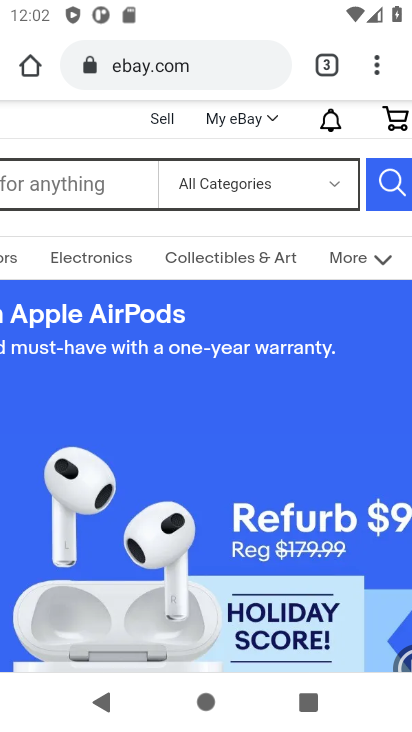 12:02
ebay.com
3
Sell
My eBay
for anything
All Categories
ors
Electronics
Collectibles & Art
More
Apple AirPods
must-have with a one-year warranty.
L
R
Refurb $9
Reg $179.99
HOLIDAY
SCORE!